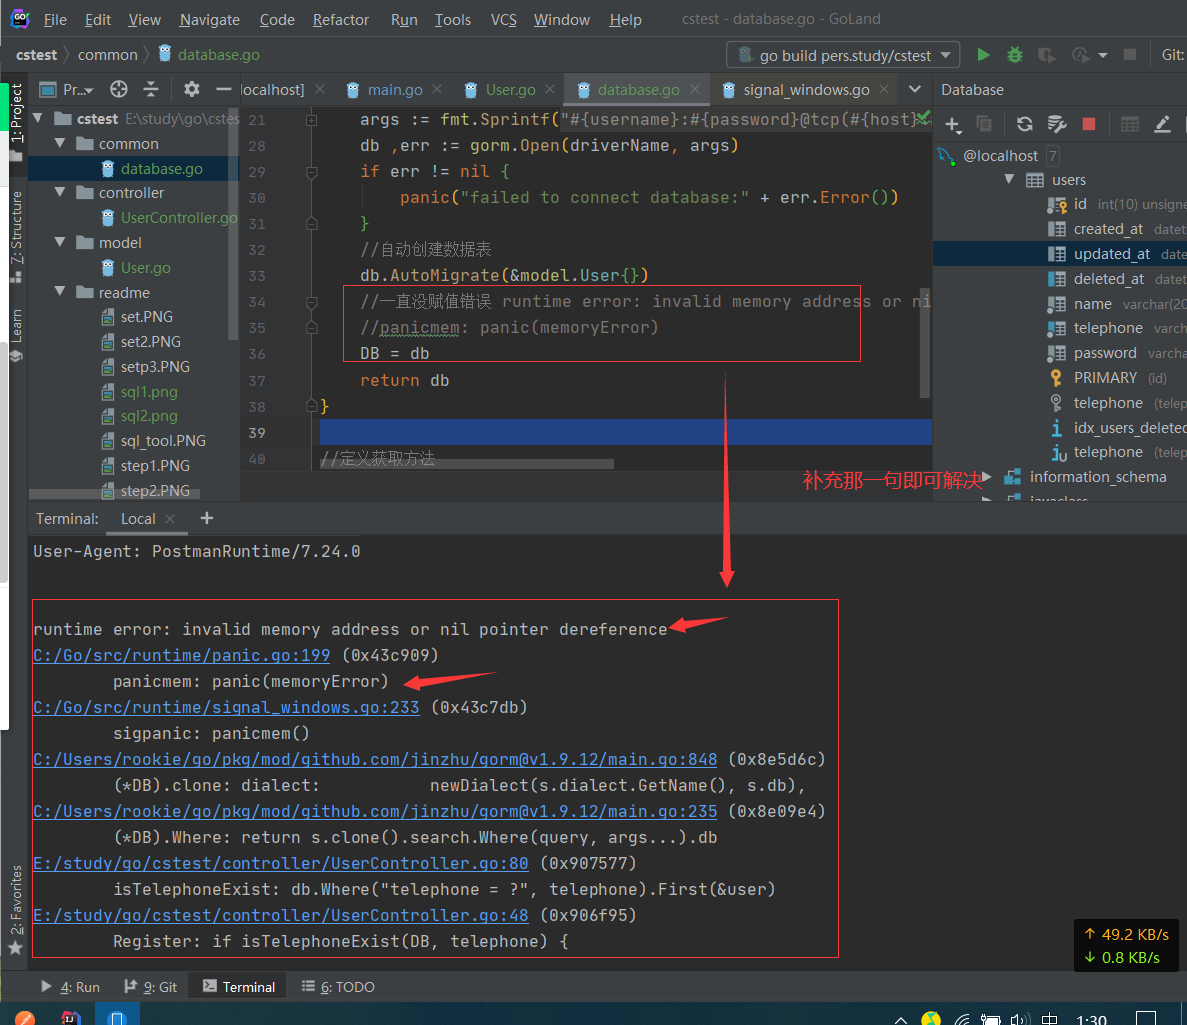 File Edit View Navigate Code Refactor Run Tools VCS Window Help cstest - database.go - GoLand
cstest common database.go go build pers.study/cstest Git:
1: Project
Pr... localhost] main.go User.go database.go signal_windows.go Database
cstest E:\study\go\cstes
common
database.go
controller
UserController.go
model
User.go
readme
set.PNG
set2.PNG
setp3.PNG
sql1.png
sql2.png
sql_tool.PNG
step1.PNG
step2.PNG
7: Structure
Learn
2: Favorites
21 args := fmt.Sprintf("#{username}:#{password}@tcp(#{host}:
28 db ,err := gorm.Open(driverName, args)
29 if err != nil {
30 panic("failed to connect database:" + err.Error())
31 }
32 //自动创建数据表
33 db.AutoMigrate(&model.User{})
34 //一直没赋值错误 runtime error: invalid memory address or ni
35 //panicmem: panic(memoryError)
36 DB = db
37 return db
38 }
39
40 //定义获取方法
@localhost 7
users
id int(10) unsigne
created_at datet
updated_at date
deleted_at datet
name varchar(20
telephone varch
password varcha
PRIMARY (id)
telephone (telep
idx_users_deleted
telephone (telep
information_schema
javaclass
补充那一句即可解决
Terminal: Local
User-Agent: PostmanRuntime/7.24.0
runtime error: invalid memory address or nil pointer dereference
C:/Go/src/runtime/panic.go:199 (0x43c909)
panicmem: panic(memoryError)
C:/Go/src/runtime/signal_windows.go:233 (0x43c7db)
sigpanic: panicmem()
C:/Users/rookie/go/pkg/mod/github.com/jinzhu/gorm@v1.9.12/main.go:848 (0x8e5d6c)
(*DB).clone: dialect: newDialect(s.dialect.GetName(), s.db),
C:/Users/rookie/go/pkg/mod/github.com/jinzhu/gorm@v1.9.12/main.go:235 (0x8e09e4)
(*DB).Where: return s.clone().search.Where(query, args...).db
E:/study/go/cstest/controller/UserController.go:80 (0x907577)
isTelephoneExist: db.Where("telephone = ?", telephone).First(&user)
E:/study/go/cstest/controller/UserController.go:48 (0x906f95)
Register: if isTelephoneExist(DB, telephone) {
↑ 49.2 KB/s
↓ 0.8 KB/s
4: Run 9: Git Terminal 6: TODO
中 1:30